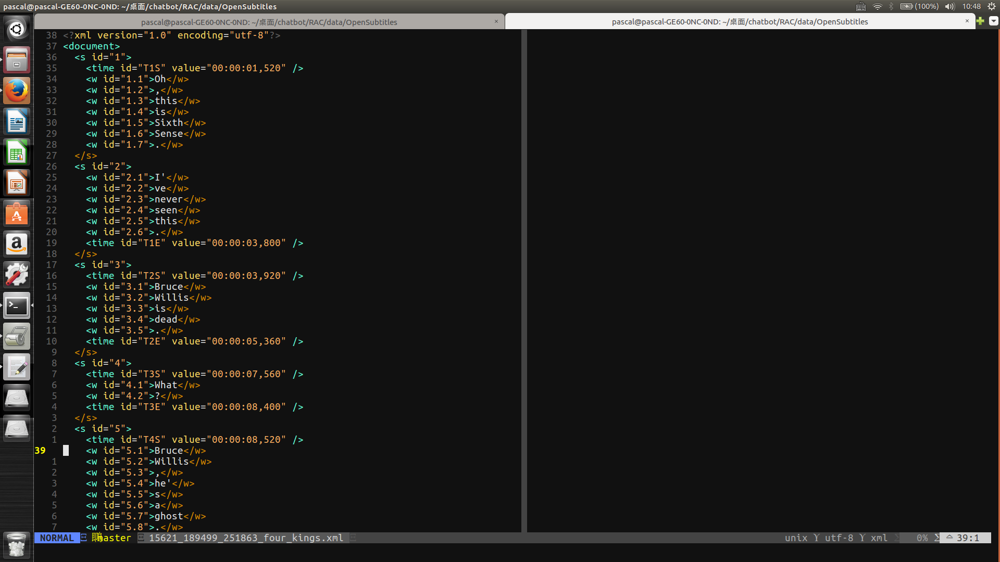 pascal@pascal-GE60-0NC-0ND: ~/桌面/chatbot/RAC/data/OpenSubtitles (100%) 10:48
pascal@pascal-GE60-0NC-0ND: ~/桌面/chatbot/RAC/data/OpenSubtitles × pascal@pascal-GE60-0NC-0ND: ~/桌面/chatbot/RAC/data/OpenSubtitles ×
38 <?xml version="1.0" encoding="utf-8"?>
37 <document>
36 <s id="1">
35 <time id="T1S" value="00:00:01,520" />
34 <w id="1.1">Oh</w>
33 <w id="1.2">,</w>
32 <w id="1.3">this</w>
31 <w id="1.4">is</w>
30 <w id="1.5">Sixth</w>
29 <w id="1.6">Sense</w>
28 <w id="1.7">.</w>
27 </s>
26 <s id="2">
25 <w id="2.1">I'</w>
24 <w id="2.2">ve</w>
23 <w id="2.3">never</w>
22 <w id="2.4">seen</w>
21 <w id="2.5">this</w>
20 <w id="2.6">.</w>
19 <time id="T1E" value="00:00:03,800" />
18 </s>
17 <s id="3">
16 <time id="T2S" value="00:00:03,920" />
15 <w id="3.1">Bruce</w>
14 <w id="3.2">Willis</w>
13 <w id="3.3">is</w>
12 <w id="3.4">dead</w>
11 <w id="3.5">.</w>
10 <time id="T2E" value="00:00:05,360" />
9 </s>
8 <s id="4">
7 <time id="T3S" value="00:00:07,560" />
6 <w id="4.1">What</w>
5 <w id="4.2">?</w>
4 <time id="T3E" value="00:00:08,400" />
3 </s>
2 <s id="5">
1 <time id="T4S" value="00:00:08,520" />
39 <w id="5.1">Bruce</w>
1 <w id="5.2">Willis</w>
2 <w id="5.3">,</w>
3 <w id="5.4">he'</w>
4 <w id="5.5">s</w>
5 <w id="5.6">a</w>
6 <w id="5.7">ghost</w>
7 <w id="5.8">.</w>
NORMAL master 15621_189499_251863_four_kings.xml unix utf-8 xml 0% 39:1